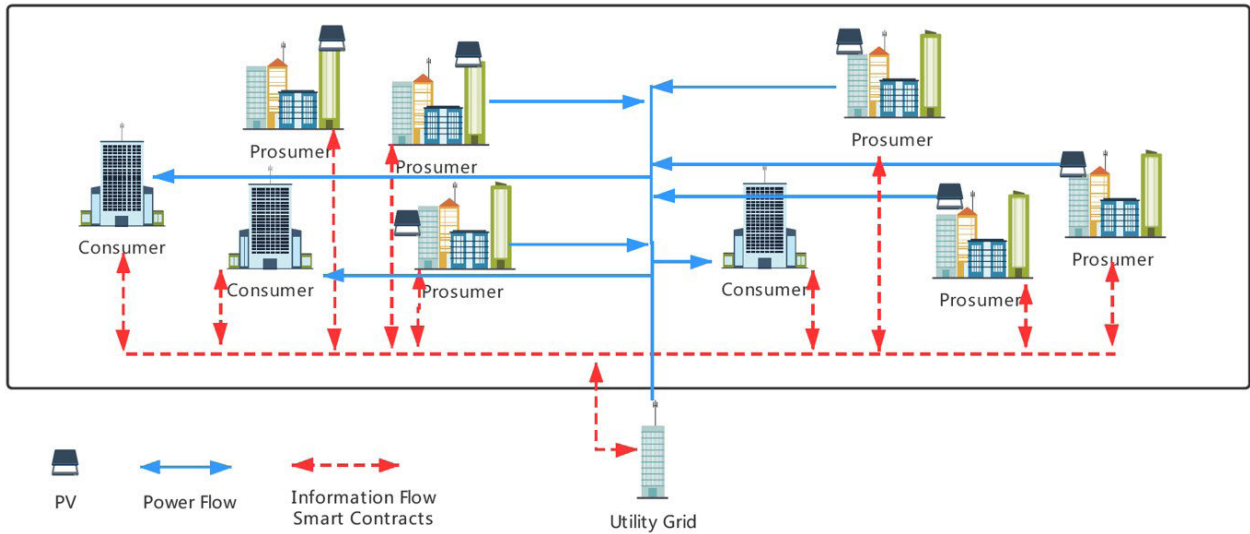 Prosumer
Prosumer
Prosumer
Consumer
Consumer
Prosumer
Consumer
Prosumer
Prosumer
PV
Power Flow
Information Flow
Smart Contracts
Utility Grid